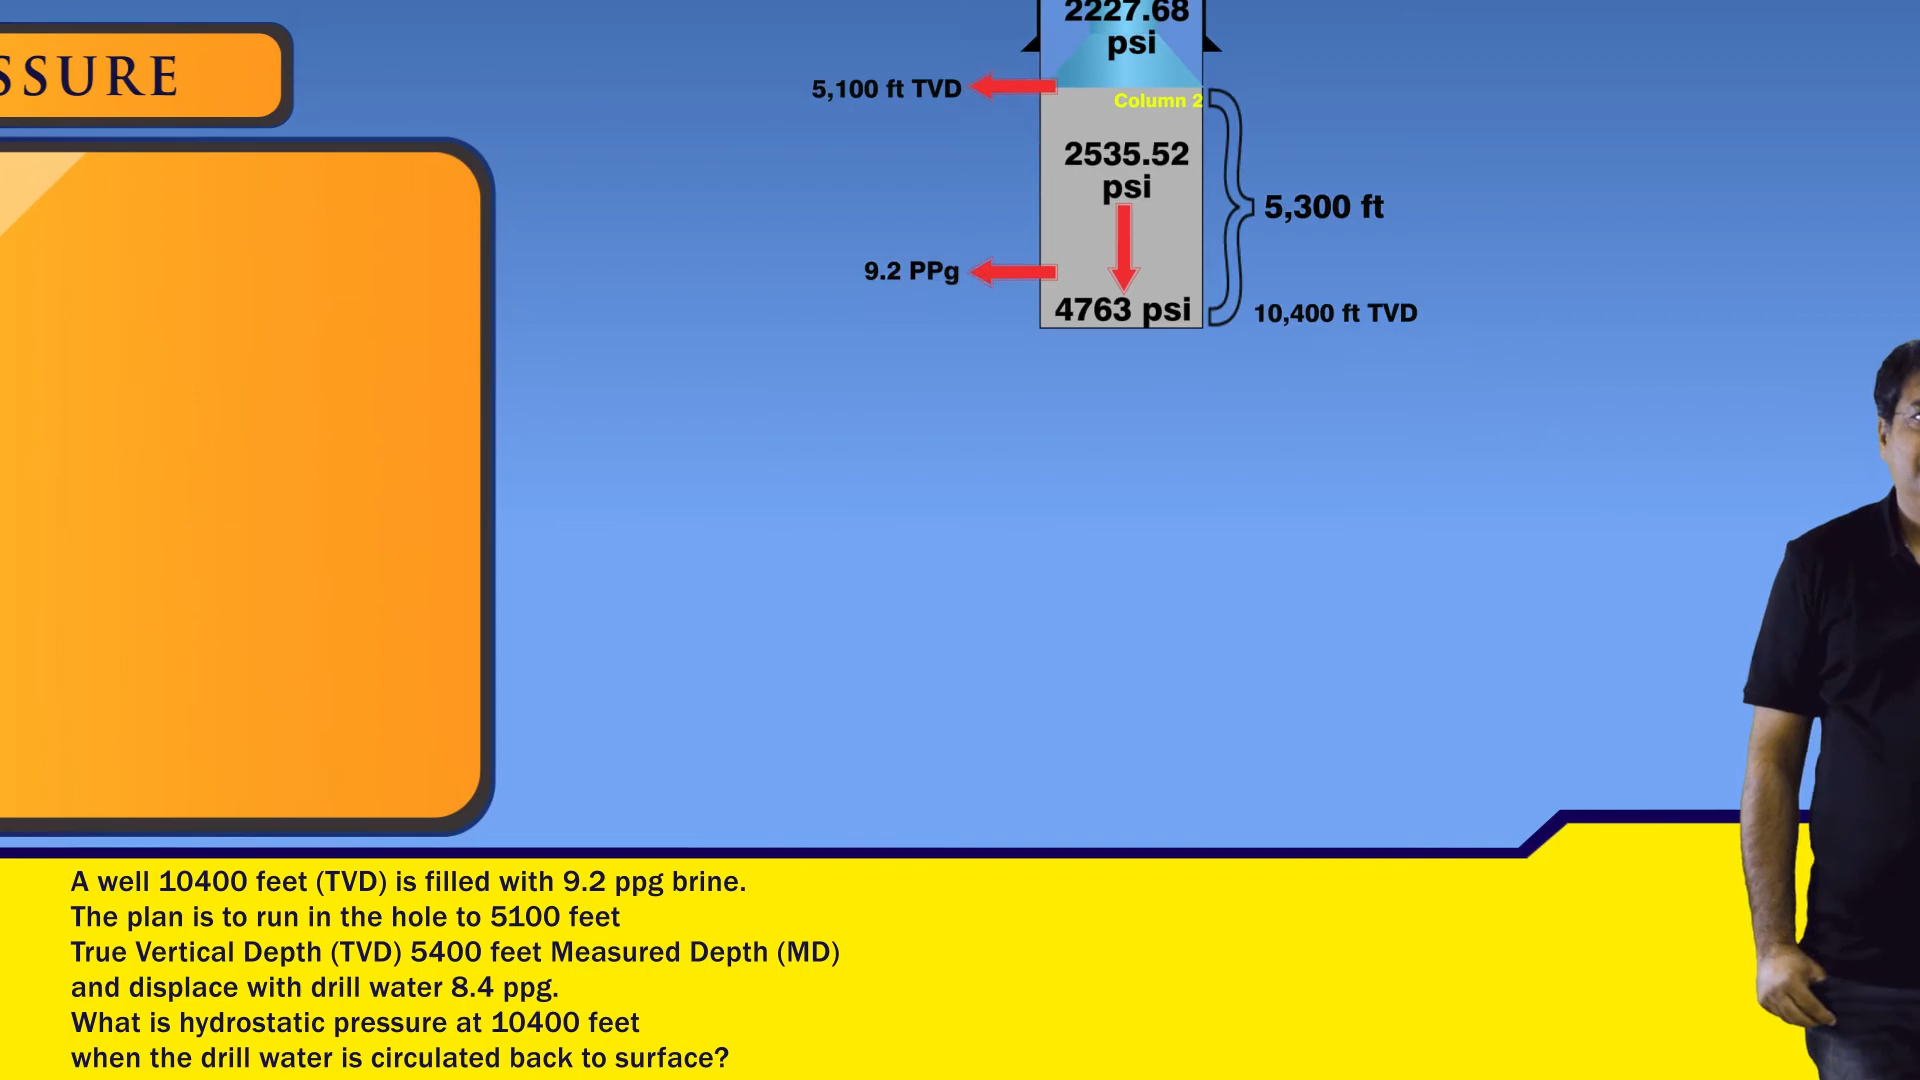 SSURE
2227.68
psi
5,100 ft TVD
Column 2
2535.52
psi
5,300 ft
9.2 PPg
4763 psi
10,400 ft TVD
A well 10400 feet (TVD) is filled with 9.2 ppg brine.
The plan is to run in the hole to 5100 feet
True Vertical Depth (TVD) 5400 feet Measured Depth (MD)
and displace with drill water 8.4 ppg.
What is hydrostatic pressure at 10400 feet
when the drill water is circulated back to surface?